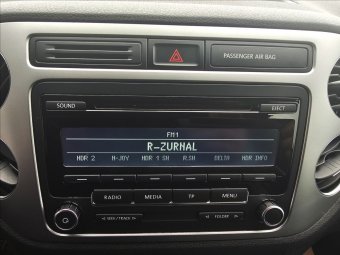 PASSENGER AIR BAG
SOUND EJECT
FM1
R-ZURNAL
NDR 2 N-JOY NDR 1 SH R.SH DELTA NDR INFO
RADIO MEDIA TP MENU
SEEK/TRACK FOLDER